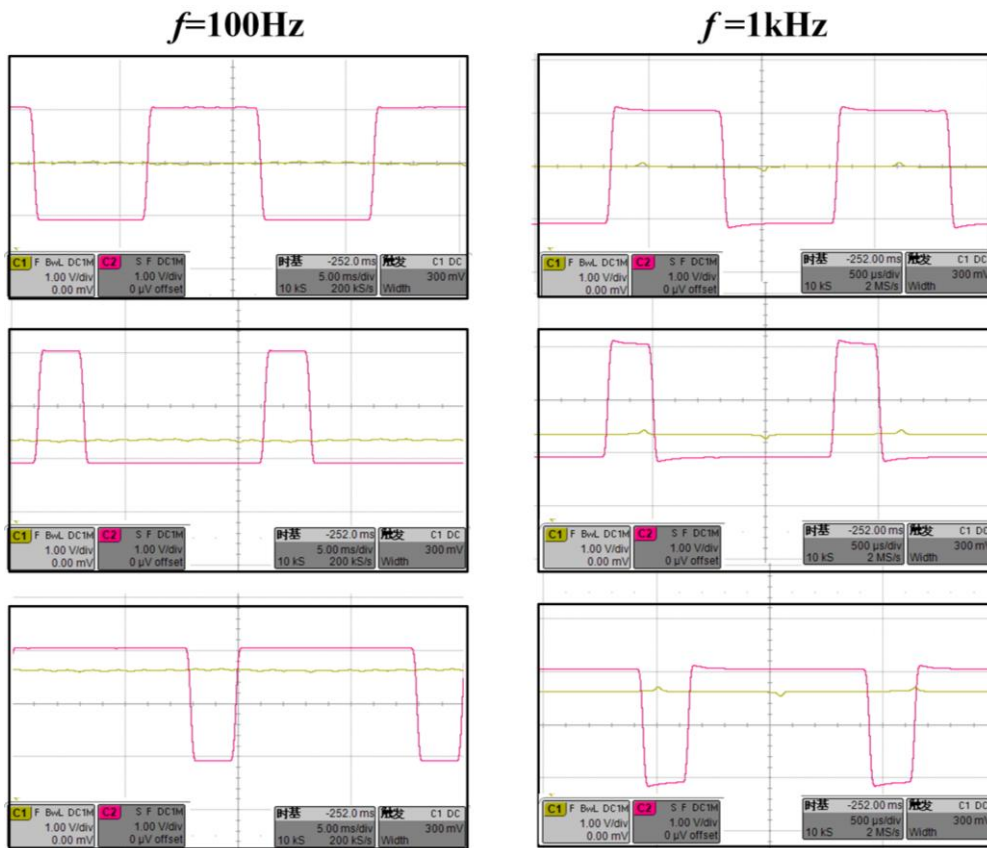 f=100Hz
f =1kHz
C1 F BwL DC1M C2 S F DC1M 时基 -252.0 ms 触发 C1 DC
1.00 V/div 1.00 V/div 5.00 ms/div 300 mV
0.00 mV 0 µV offset 10 kS 200 kS/s Width
C1 F BwL DC1M C2 S F DC1M 时基 -252.00 ms 触发 C1 DC
1.00 V/div 1.00 V/div 500 µs/div 300 mV
0.00 mV 0 µV offset 10 kS 2 MS/s Width
C1 F BwL DC1M C2 S F DC1M 时基 -252.0 ms 触发 C1 DC
1.00 V/div 1.00 V/div 5.00 ms/div 300 mV
0.00 mV 0 µV offset 10 kS 200 kS/s Width
C1 F BwL DC1M C2 S F DC1M 时基 -252.00 ms 触发 C1 DC
1.00 V/div 1.00 V/div 500 µs/div 300 mV
0.00 mV 0 µV offset 10 kS 2 MS/s Width
C1 F BwL DC1M C2 S F DC1M 时基 -252.0 ms 触发 C1 DC
1.00 V/div 1.00 V/div 5.00 ms/div 300 mV
0.00 mV 0 µV offset 10 kS 200 kS/s Width
C1 F BwL DC1M C2 S F DC1M 时基 -252.00 ms 触发 C1 DC
1.00 V/div 1.00 V/div 500 µs/div 300 mV
0.00 mV 0 µV offset 10 kS 2 MS/s Width